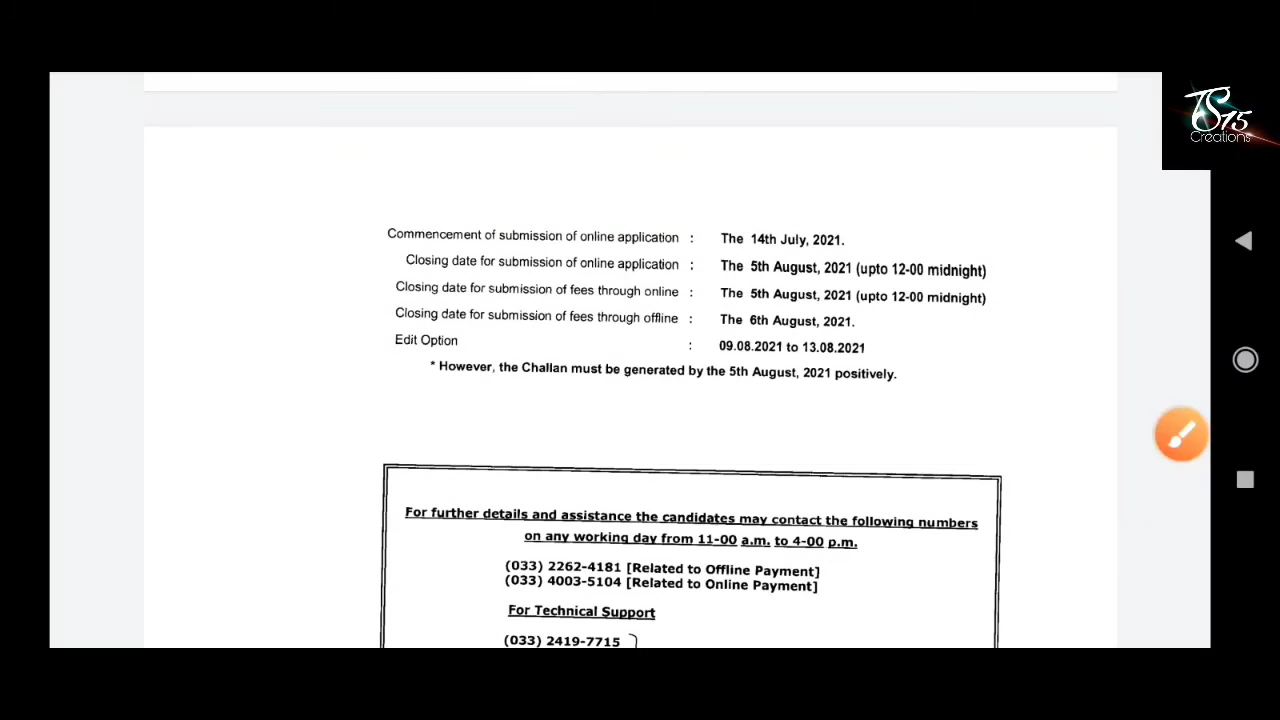 TS15
Creations
Commencement of submission of online application : The 14th July, 2021.
Closing date for submission of online application : The 5th August, 2021 (upto 12-00 midnight)
Closing date for submission of fees through online : The 5th August, 2021 (upto 12-00 midnight)
Closing date for submission of fees through offline : The 6th August, 2021.
Edit Option : 09.08.2021 to 13.08.2021
* However, the Challan must be generated by the 5th August, 2021 positively.
For further details and assistance the candidates may contact the following numbers
on any working day from 11-00 a.m. to 4-00 p.m.
(033) 2262-4181 [Related to Offline Payment]
(033) 4003-5104 [Related to Online Payment]
For Technical Support
(033) 2419-7715